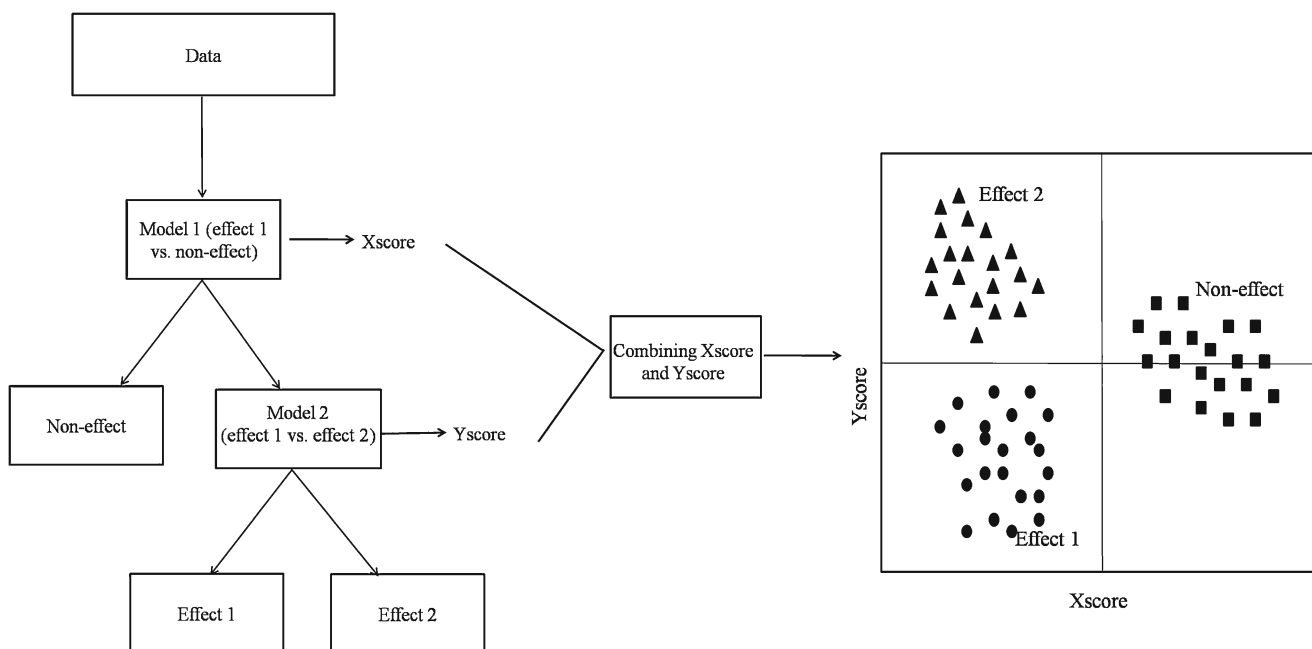 Data
Model 1 (effect 1
vs. non-effect)
Xscore
Non-effect
Model 2
(effect 1 vs. effect 2)
Yscore
Effect 1
Effect 2
Combining Xscore
and Yscore
Effect 2
Non-effect
Effect 1
Yscore
Xscore